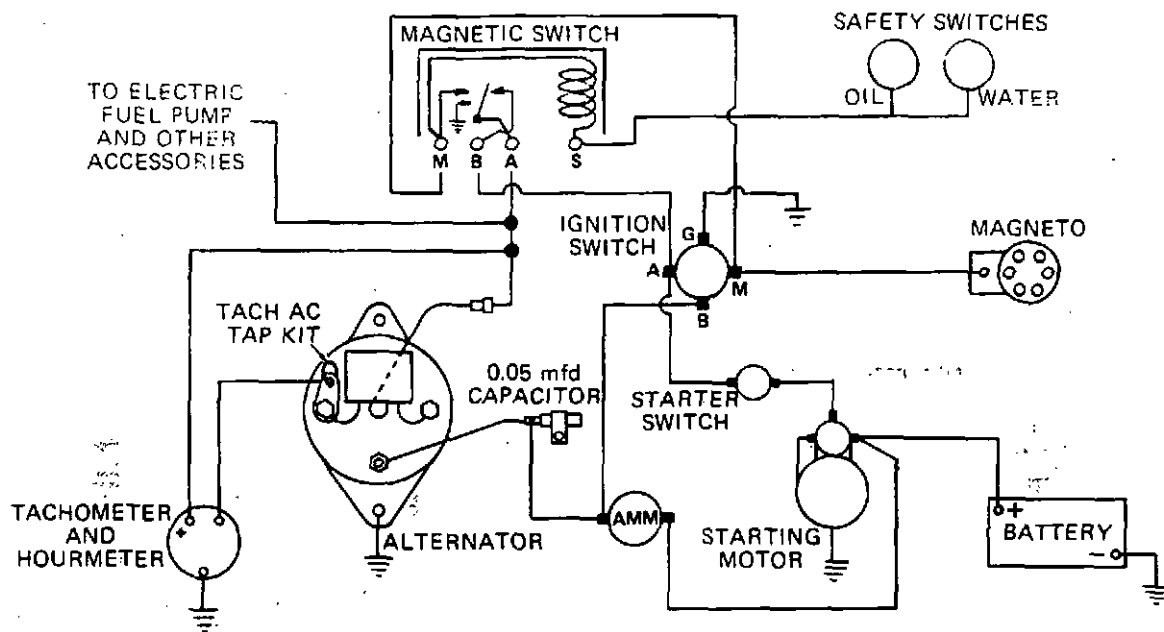 MAGNETIC SWITCH
SAFETY SWITCHES
OIL
WATER
TO ELECTRIC
FUEL PUMP
AND OTHER
ACCESSORIES
M
B
A
S
IGNITION
SWITCH
G
A
M
B
MAGNETO
TACH AC
TAP KIT
0.05 mfd
CAPACITOR
STARTER
SWITCH
TACHOMETER
AND
HOURMETER
+
ALTERNATOR
AMM
STARTING
MOTOR
+
BATTERY
-